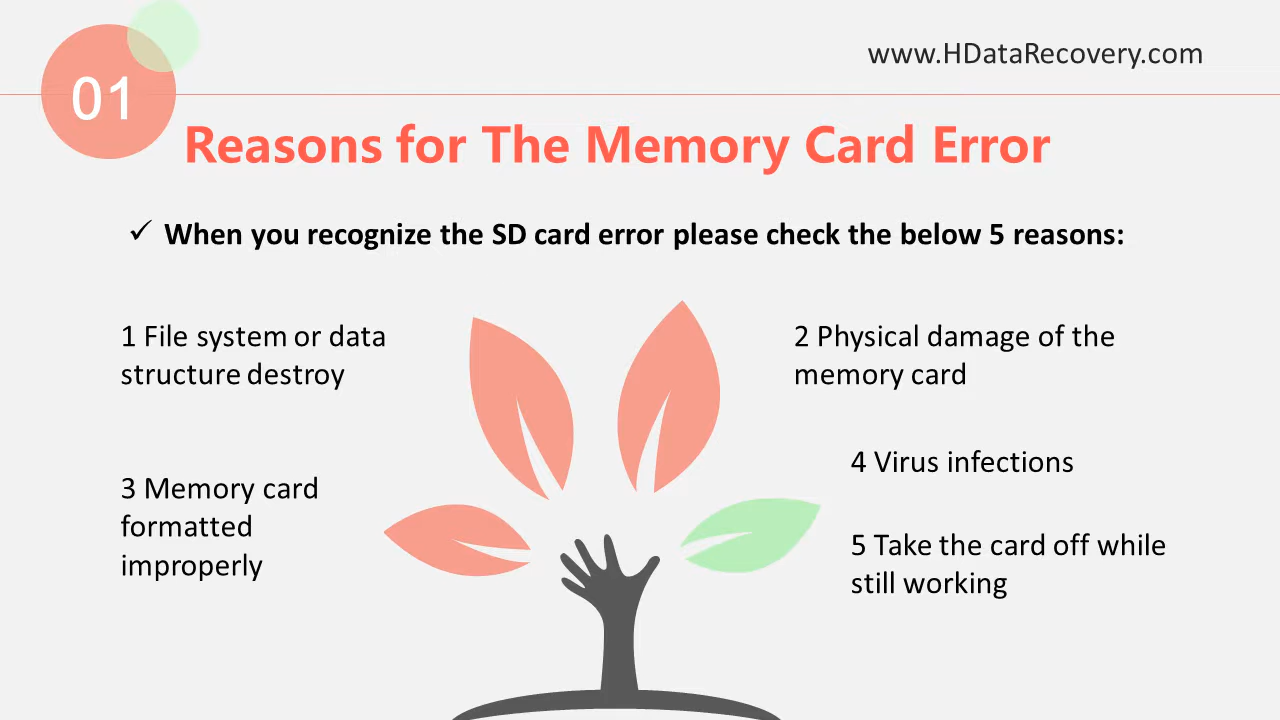 01
www.HDataRecovery.com
Reasons for The Memory Card Error
✓ When you recognize the SD card error please check the below 5 reasons:
1 File system or data
structure destroy
2 Physical damage of the
memory card
3 Memory card
formatted
improperly
4 Virus infections
5 Take the card off while
still working